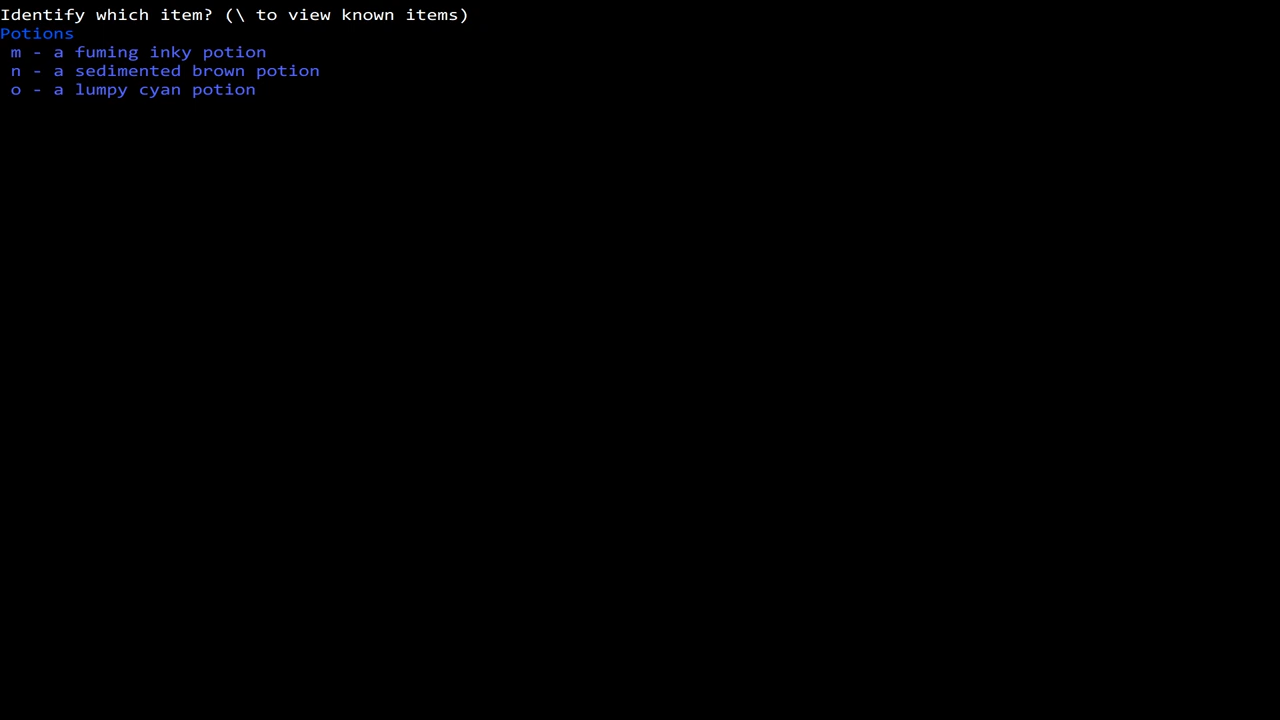 Identify which item? (\ to view known items)
Potions
m - a fuming inky potion
n - a sedimented brown potion
o - a lumpy cyan potion